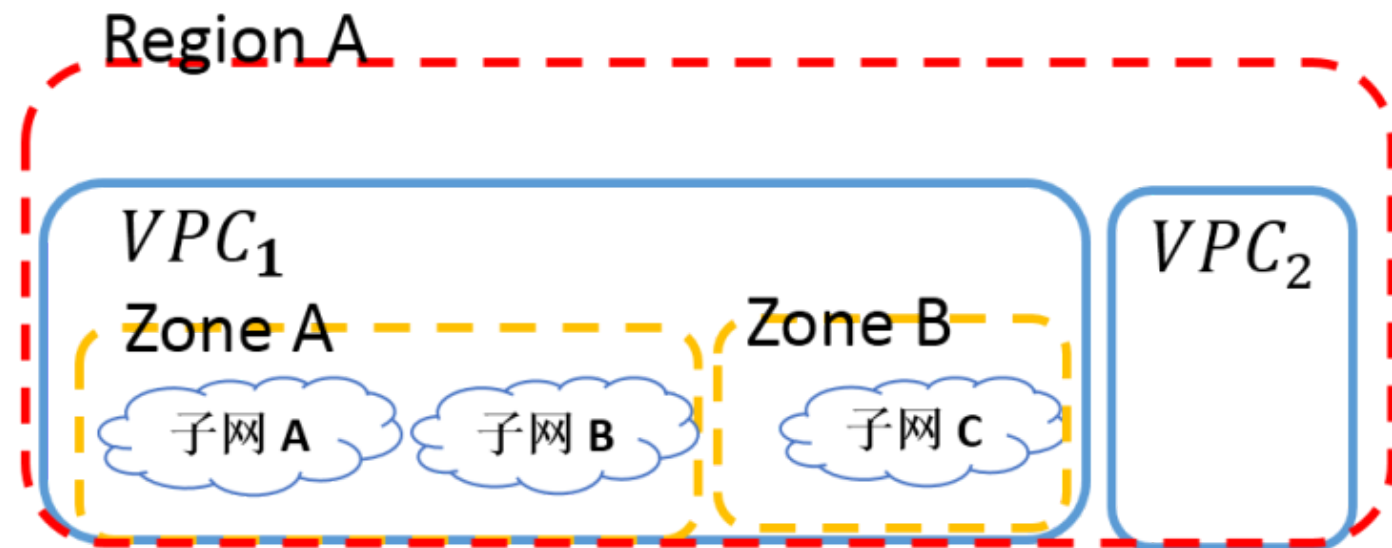 Region A
VPC₁
VPC₂
Zone A
Zone B
子网 A
子网 B
子网 C